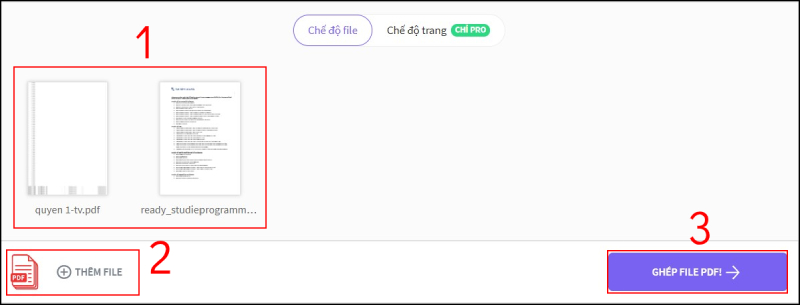 Chế độ file
Chế độ trang CHỈ PRO
1
quyen 1-tv.pdf
ready_studieprogramm...
2
3
PDF
THÊM FILE
GHÉP FILE PDF!